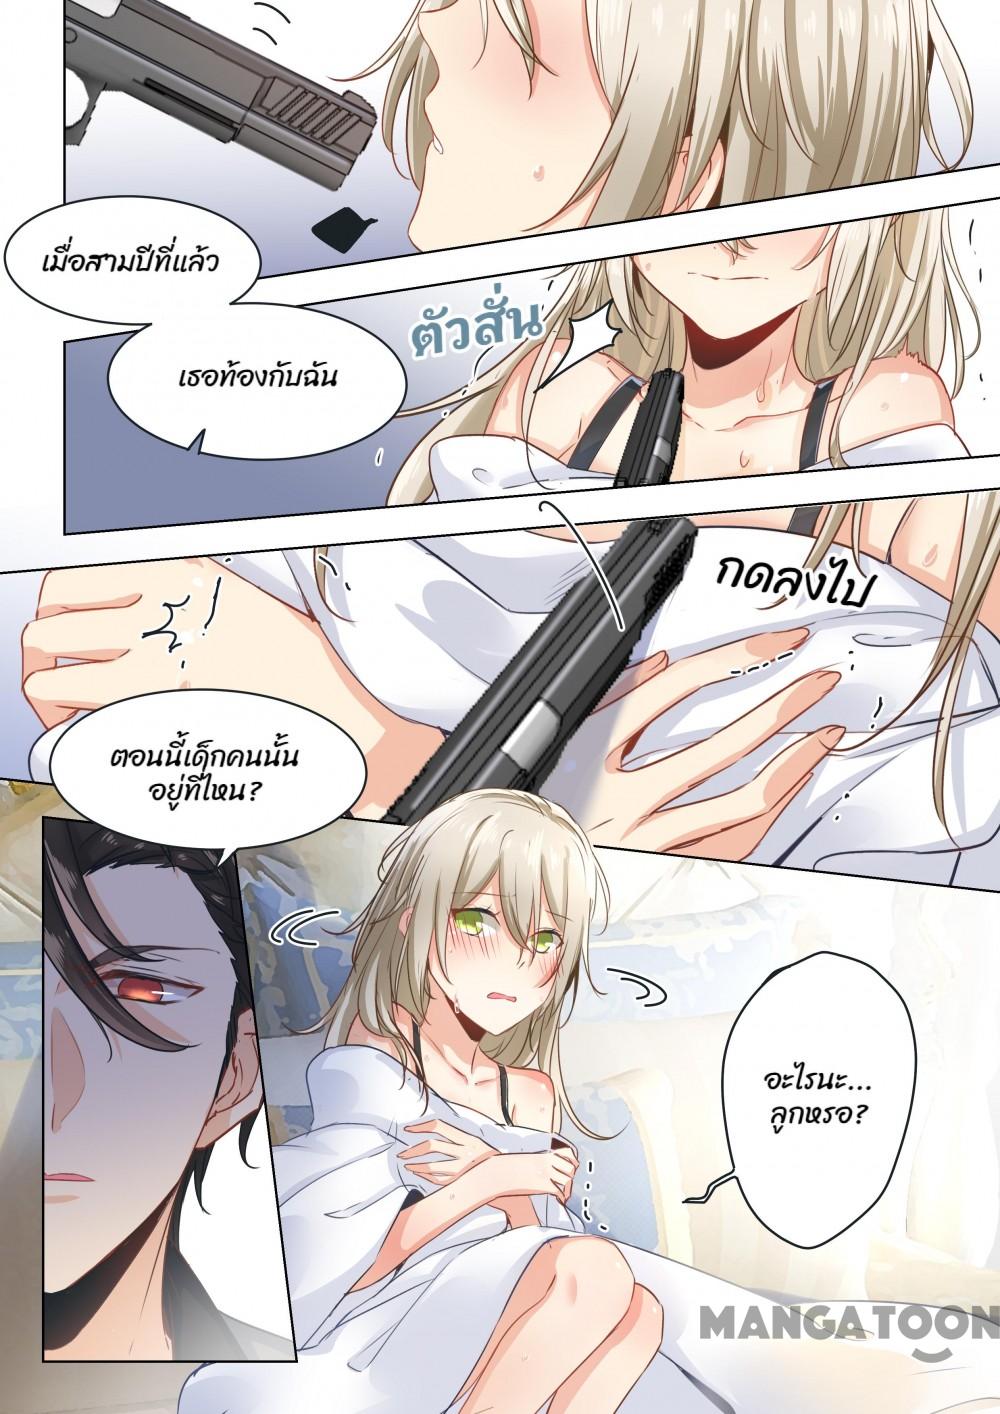 เมื่อสามปีที่แล้ว
เธอท้องกับฉัน
ตัวสั่น
กดลงไป
ตอนนี้เด็กคนนั้น
อยู่ที่ไหน?
อะไรนะ...
ลูกหรอ?
MANGATOON